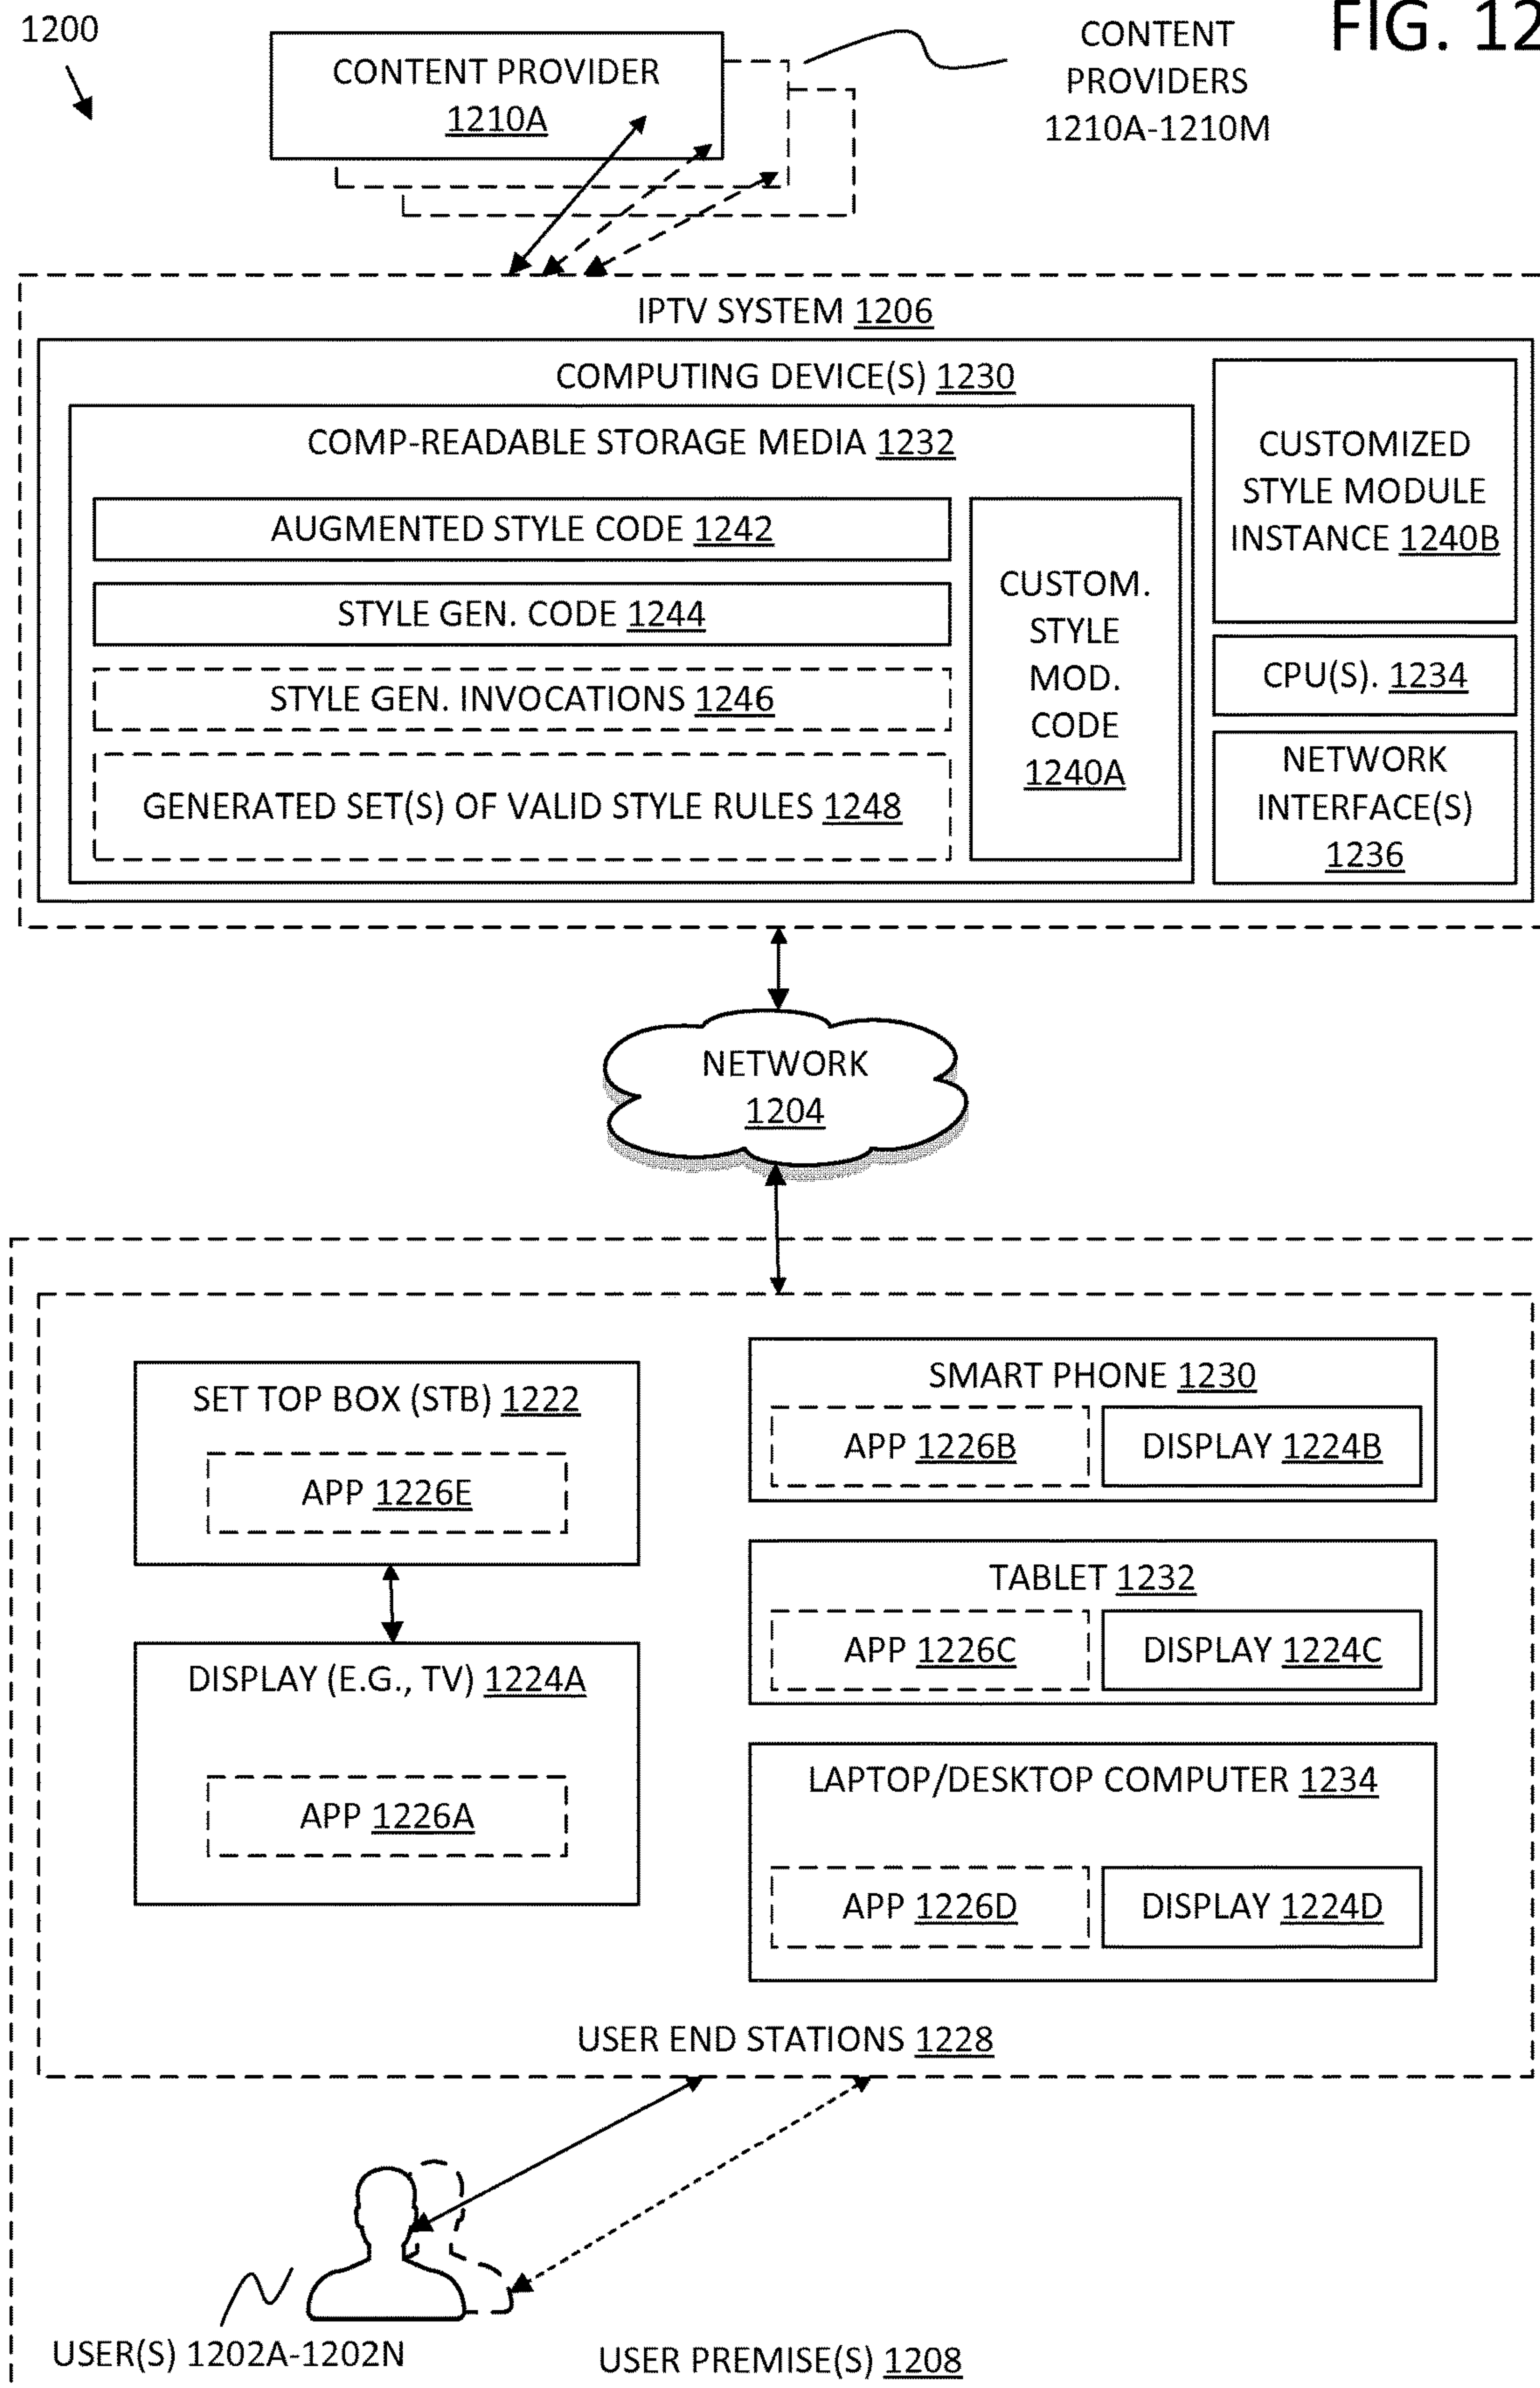 FIG. 12
1200
CONTENT PROVIDER
1210A
CONTENT
PROVIDERS
1210A-1210M
IPTV SYSTEM 1206
COMPUTING DEVICE(S) 1230
COMP-READABLE STORAGE MEDIA 1232
AUGMENTED STYLE CODE 1242
STYLE GEN. CODE 1244
STYLE GEN. INVOCATIONS 1246
GENERATED SET(S) OF VALID STYLE RULES 1248
CUSTOM.
STYLE
MOD.
CODE
1240A
CUSTOMIZED
STYLE MODULE
INSTANCE 1240B
CPU(S). 1234
NETWORK
INTERFACE(S)
1236
NETWORK
1204
SET TOP BOX (STB) 1222
APP 1226E
DISPLAY (E.G., TV) 1224A
APP 1226A
SMART PHONE 1230
APP 1226B
DISPLAY 1224B
TABLET 1232
APP 1226C
DISPLAY 1224C
LAPTOP/DESKTOP COMPUTER 1234
APP 1226D
DISPLAY 1224D
USER END STATIONS 1228
USER(S) 1202A-1202N
USER PREMISE(S) 1208